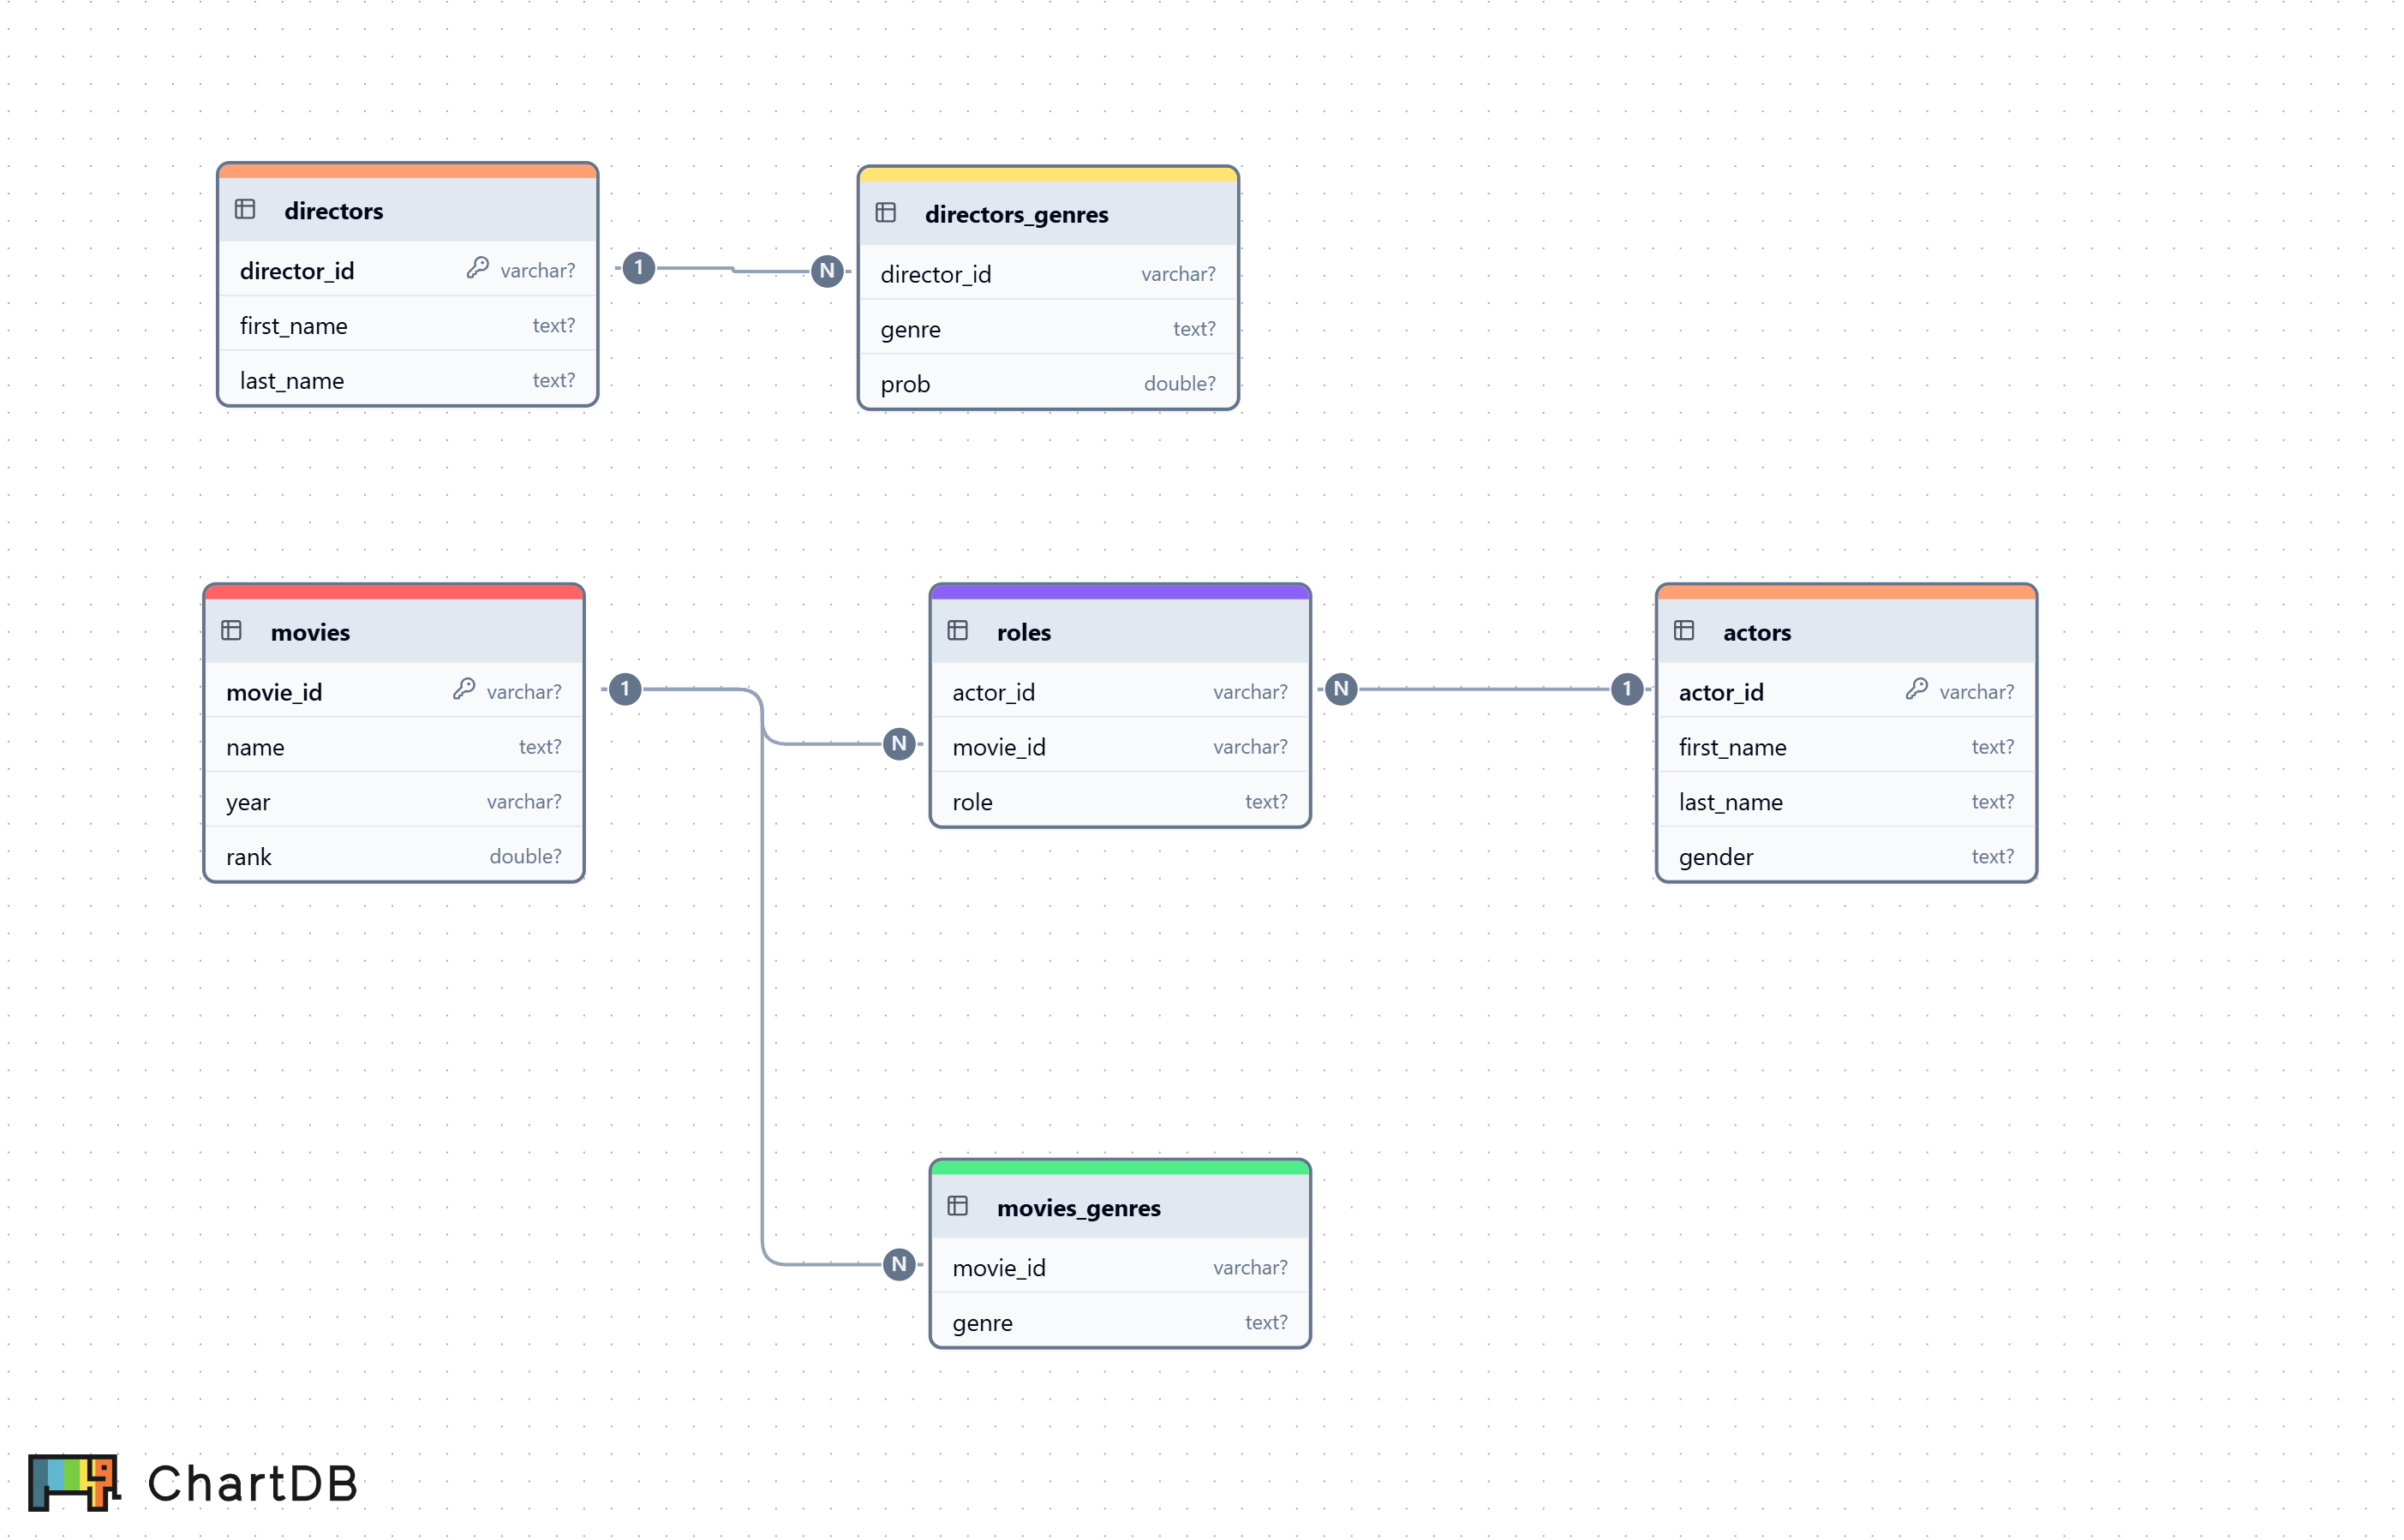 directors
director_id varchar?
first_name text?
last_name text?
1
N
directors_genres
director_id varchar?
genre text?
prob double?
movies
movie_id varchar?
name text?
year varchar?
rank double?
1
N
N
roles
actor_id varchar?
movie_id varchar?
role text?
N
1
actors
actor_id varchar?
first_name text?
last_name text?
gender text?
movies_genres
movie_id varchar?
genre text?
ChartDB